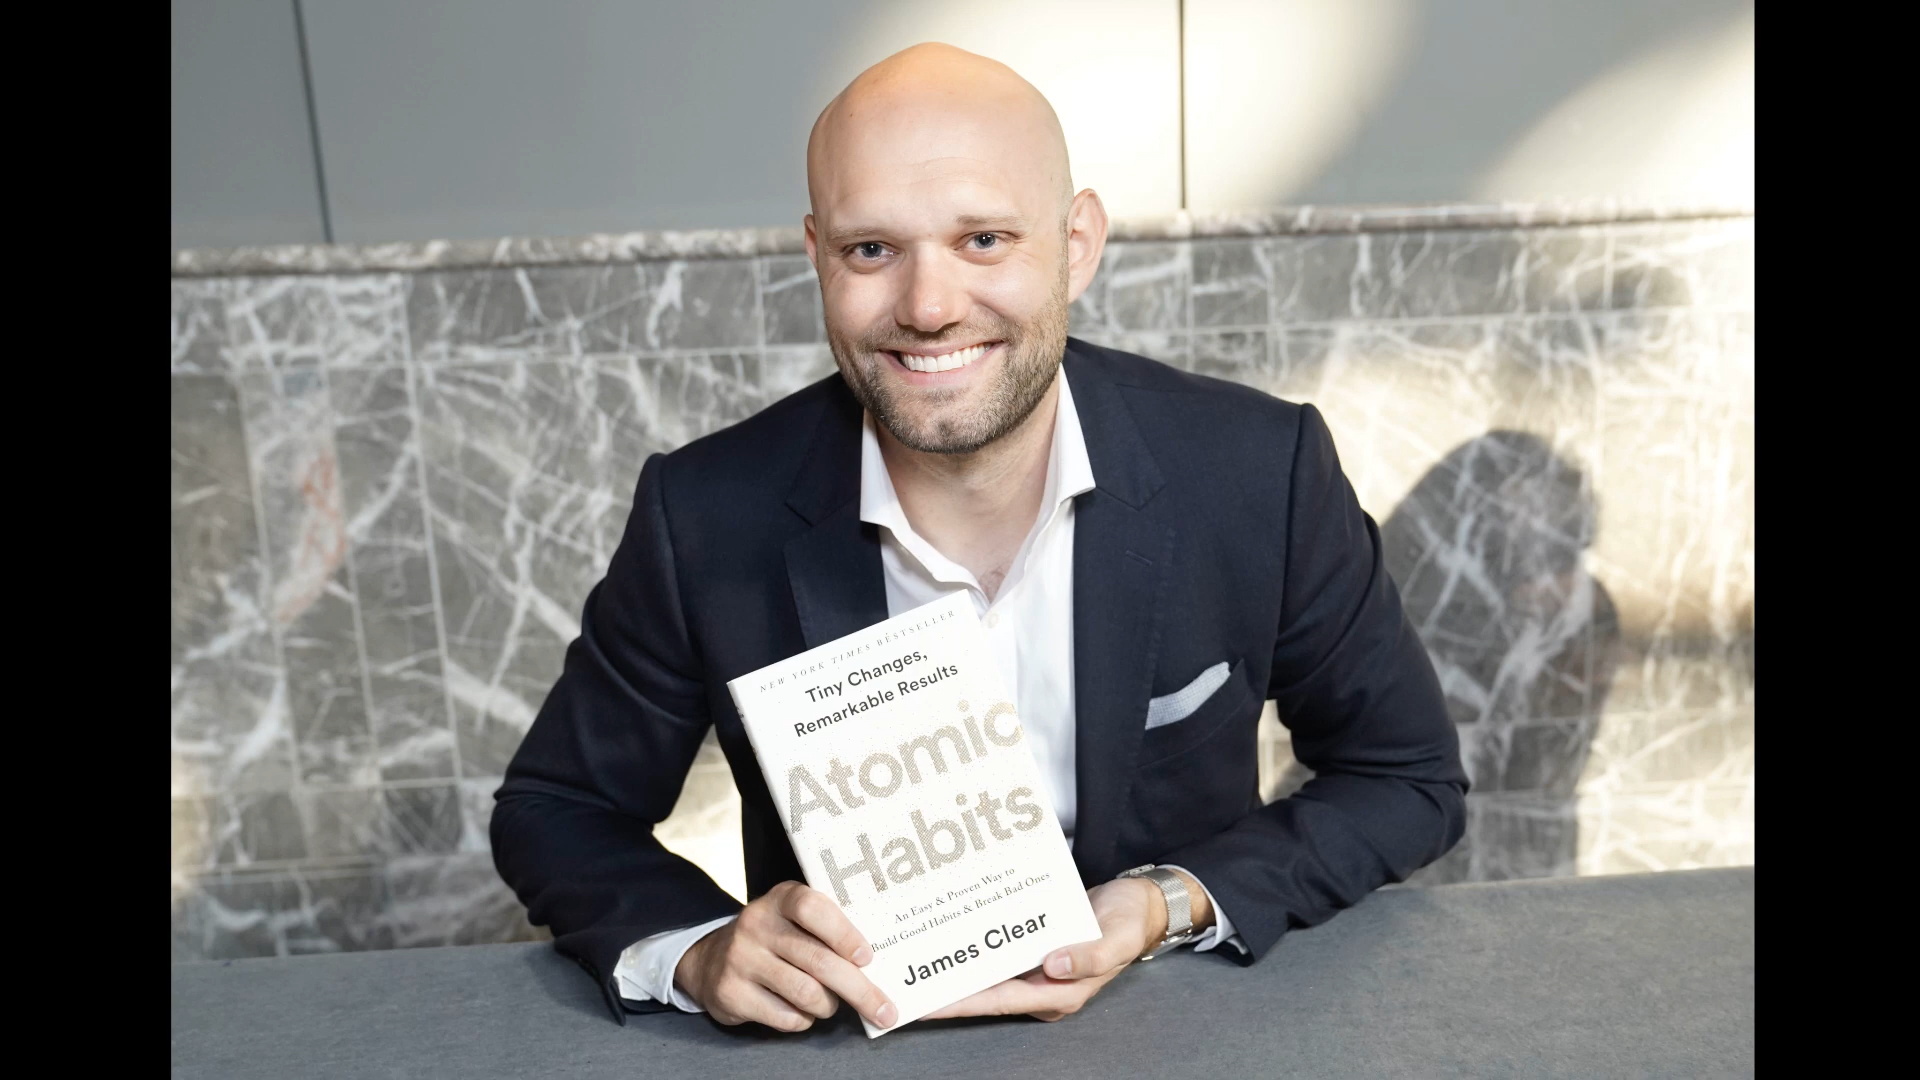 NEW YORK TIMES BESTSELLER
Tiny Changes,
Remarkable Results
Atomic
Habits
An Easy & Proven Way to
Build Good Habits & Break Bad Ones
James Clear